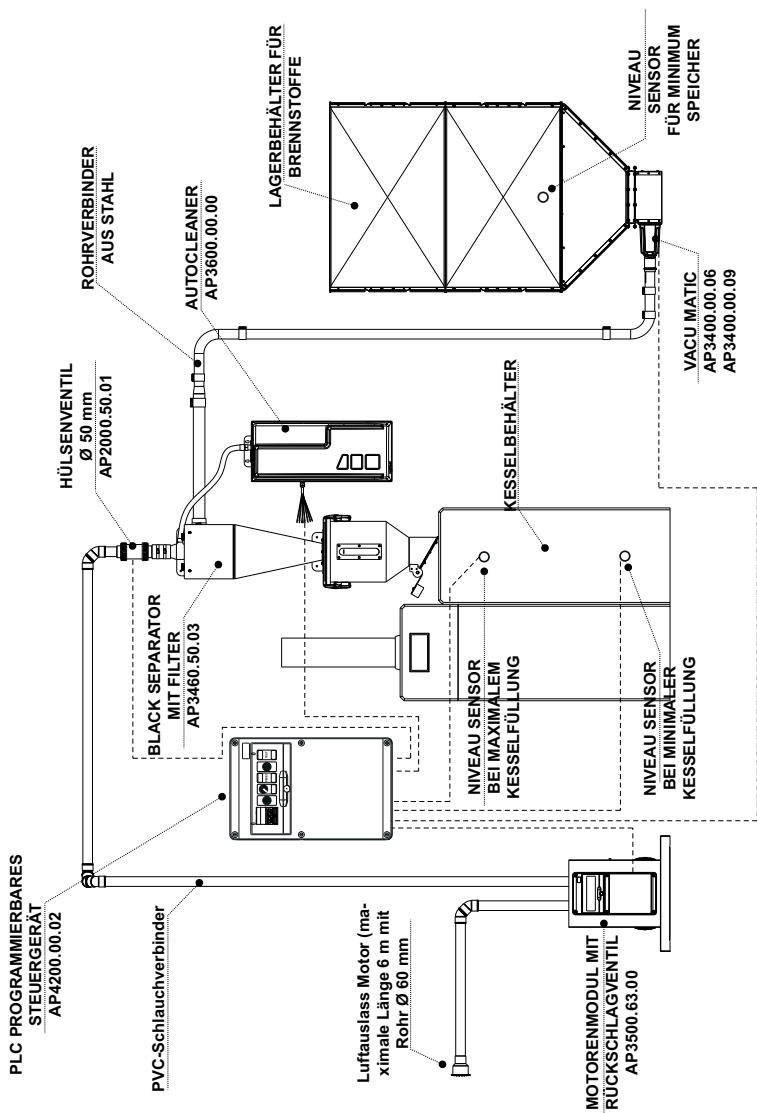 PLC PROGRAMMIERBARES
STEUERGERÄT
AP4200.00.02
PVC-Schlauchverbinder
Luftauslass Motor (ma-
ximale Länge 6 m mit
Rohr Ø 60 mm
MOTORENMODUL MIT
RÜCKSCHLAGVENTIL
AP3500.63.00
HÜLSENVENTIL
Ø 50 mm
AP2000.50.01
BLACK SEPARATOR
MIT FILTER
AP3460.50.03
NIVEAU SENSOR
BEI MAXIMALEM
KESSELFÜLLUNG
NIVEAU SENSOR
BEI MINIMALER
KESSELFÜLLUNG
ROHRVERBINDER
AUS STAHL
AUTOCLEANER
AP3600.00.00
KESSELBEHÄLTER
LAGERBEHÄLTER FÜR
BRENNSTOFFE
NIVEAU
SENSOR
FÜR MINIMUM
SPEICHER
VACU MATIC
AP3400.00.06
AP3400.00.09